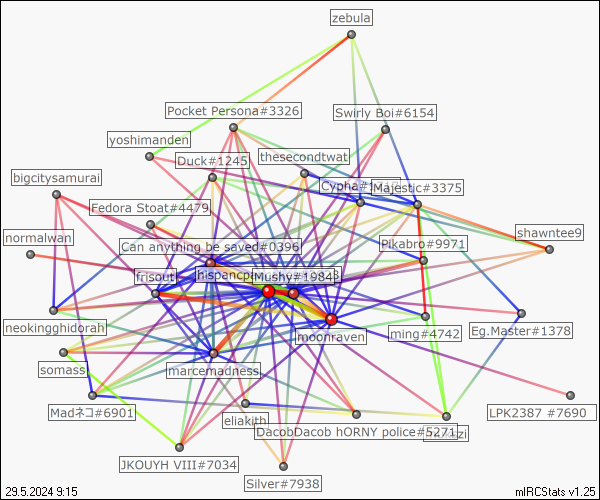 zebula
Pocket Persona#3326
Swirly Boi#6154
yoshimanden
Duck#1245
thesecondtwat
bigcitysamurai
Majestic#3375
Fedora Stoat#4479
normalwan
Can anything be saved#0396
Pikabro#9971
shawntee9
frisout
Mushy#1984
neokingghidorah
moonraven
ming#4742
Eg.Master#1378
somass
marcemadness
Madネコ#6901
eliakith
DacobDacob hORNY police#5271
LPK2387 #7690
JKOUYH VIII#7034
Silver#7938
29.5.2024 9:15
mIRCStats v1.25